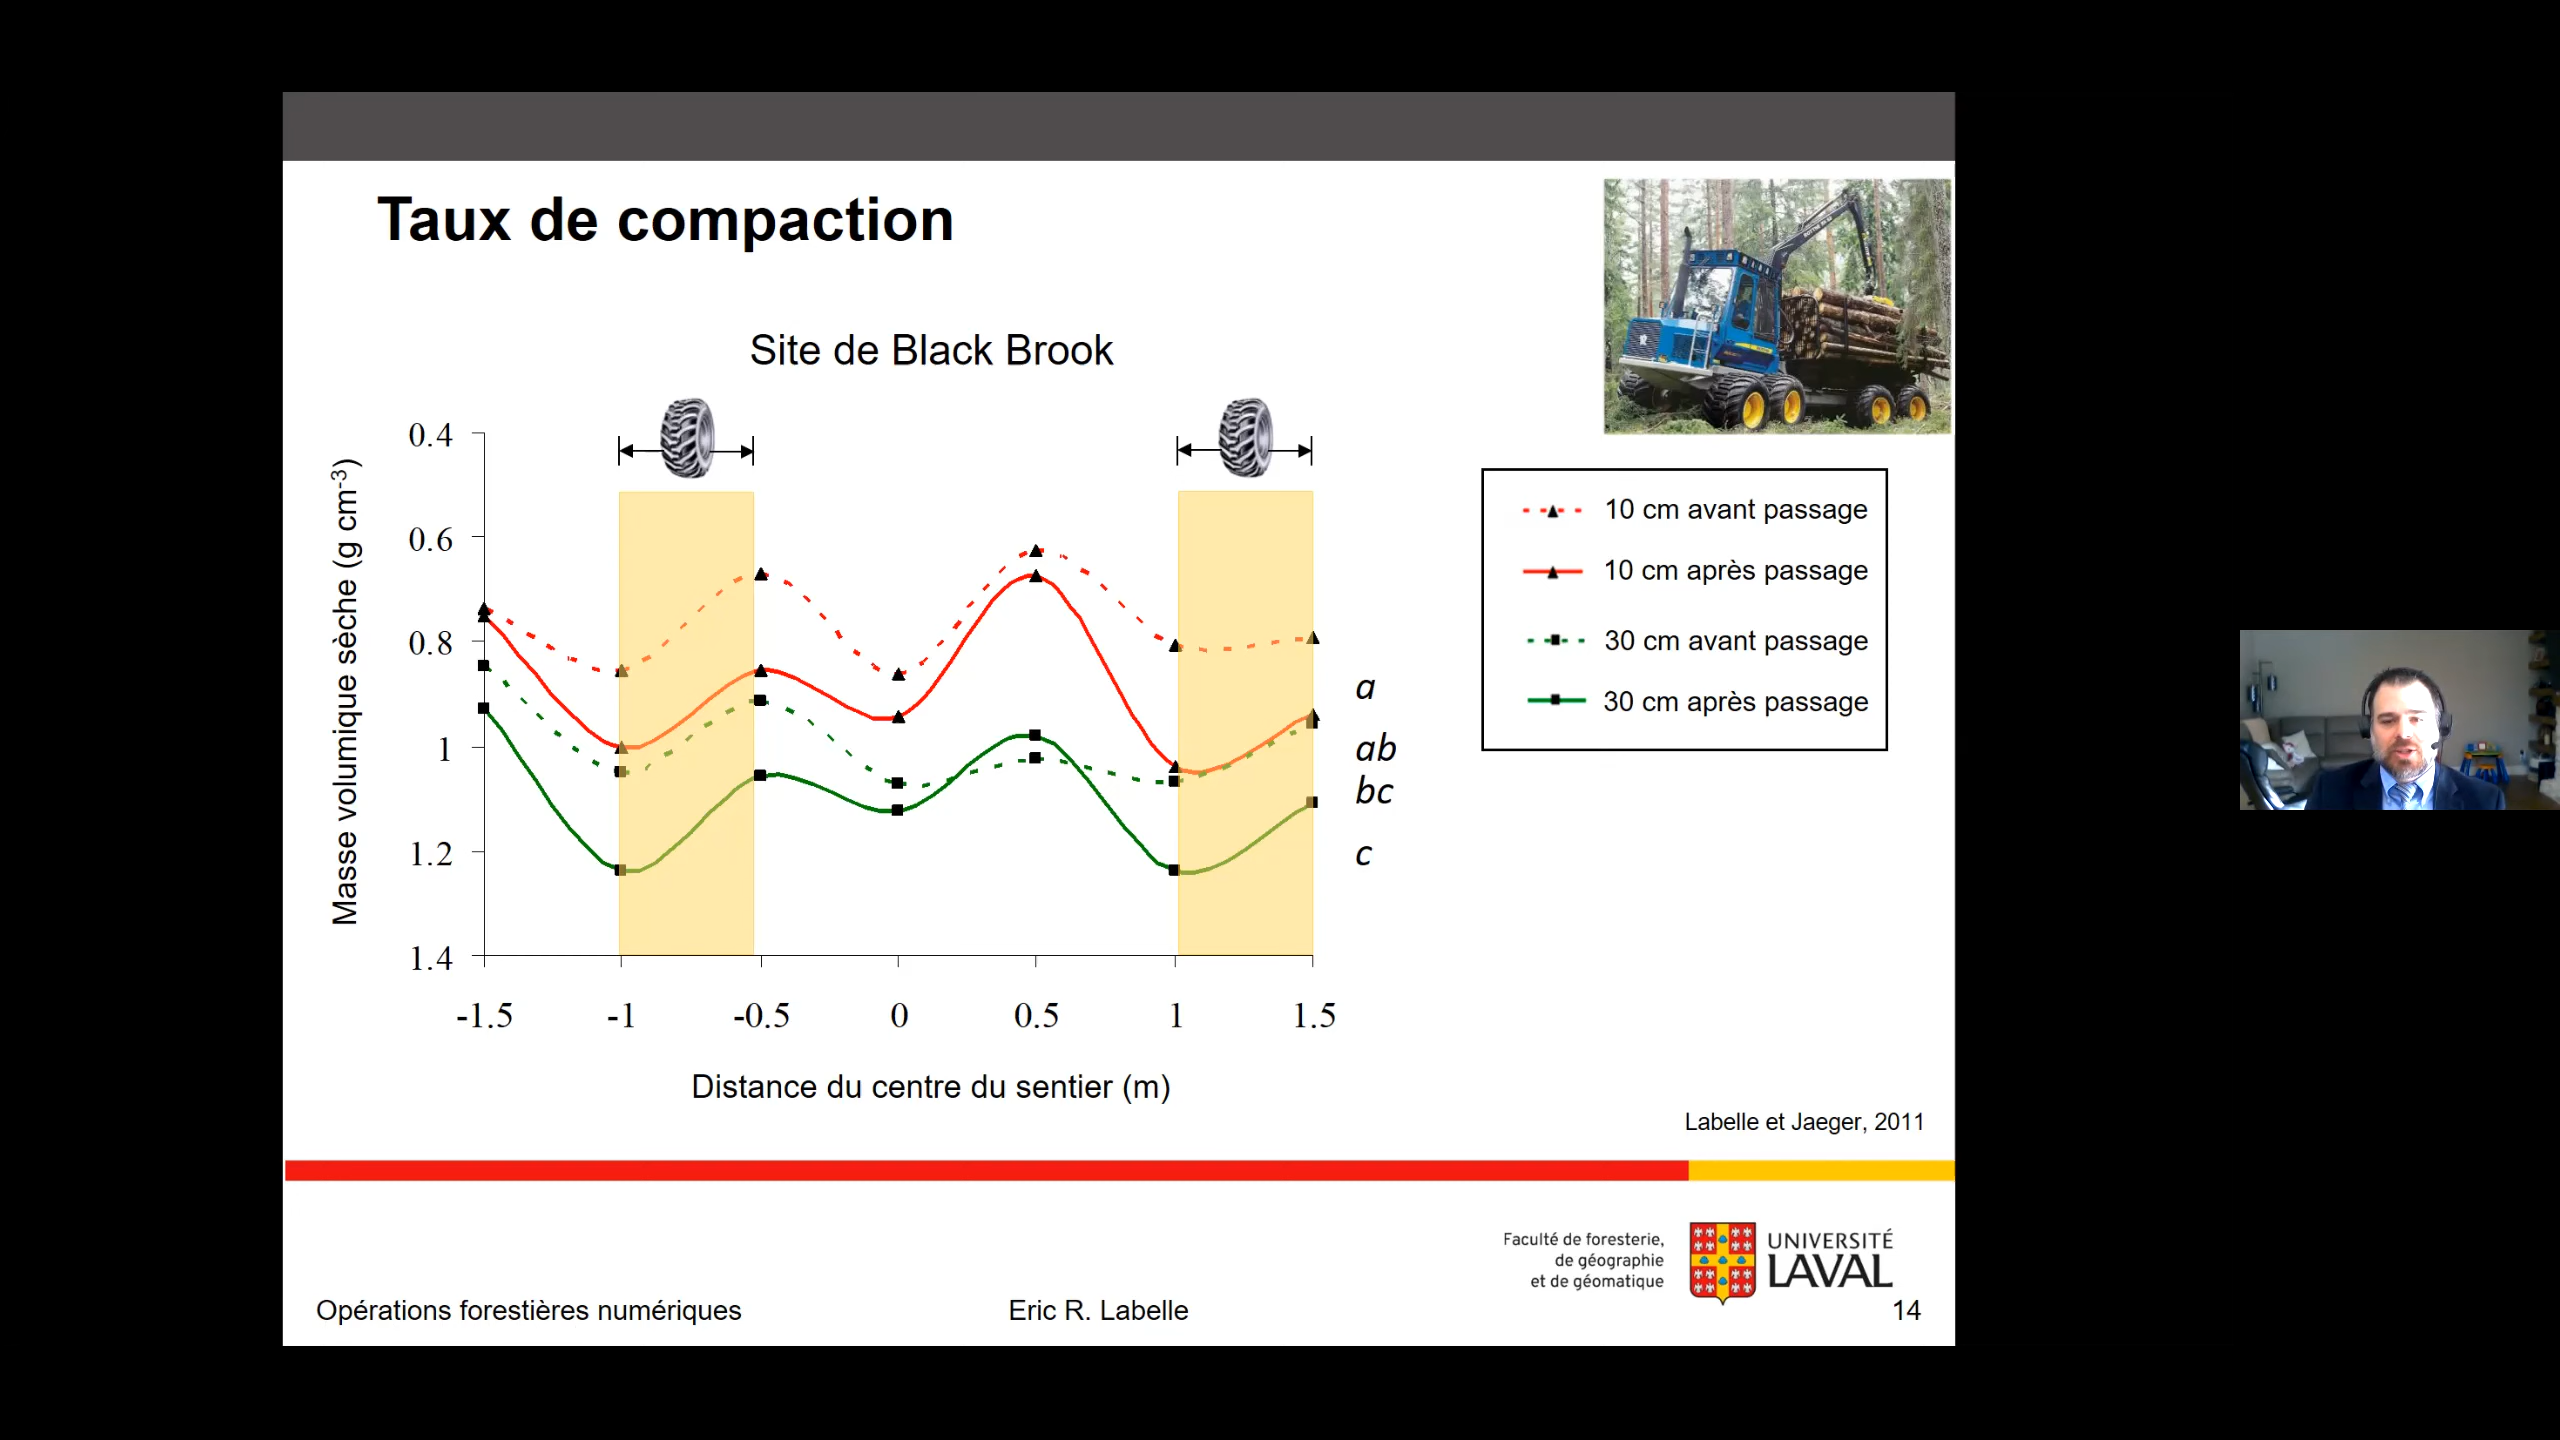 Taux de compaction
Site de Black Brook
Masse volumique sèche (g cm-3)
0.4
0.6
0.8
1
1.2
1.4
-1.5 -1 -0.5 0 0.5 1 1.5
Distance du centre du sentier (m)
a
ab
bc
c
10 cm avant passage
10 cm après passage
30 cm avant passage
30 cm après passage
Labelle et Jaeger, 2011
Faculté de foresterie,
de géographie
et de géomatique
UNIVERSITÉ
LAVAL
Opérations forestières numériques
Eric R. Labelle
14